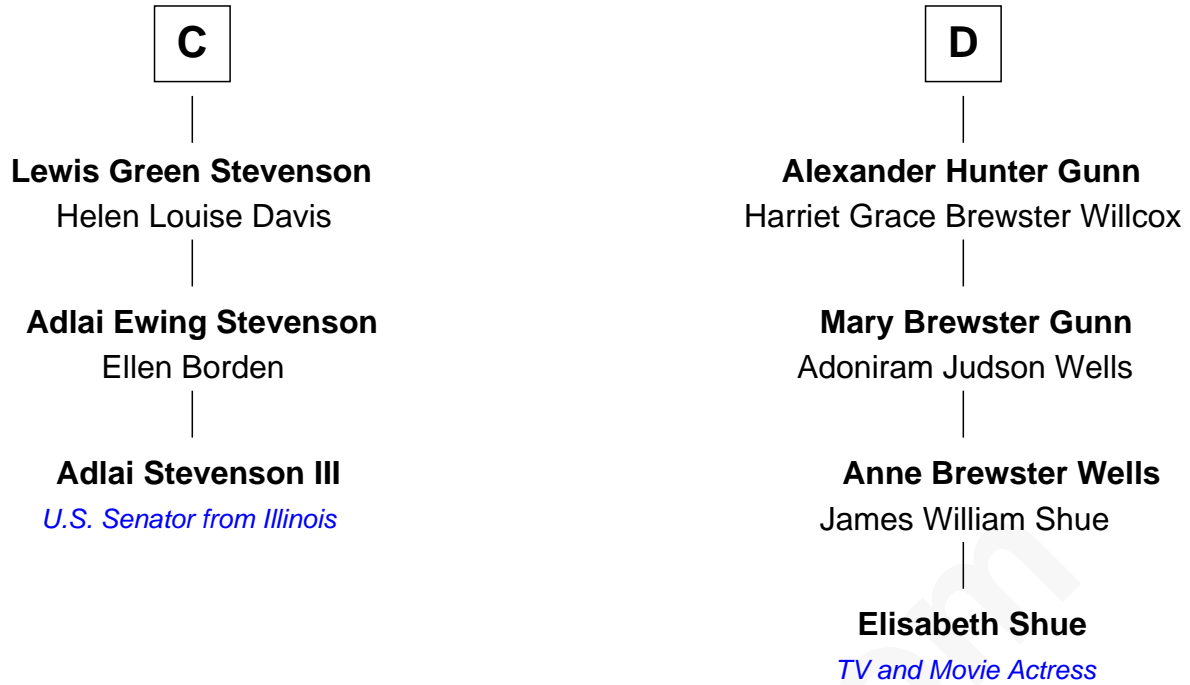 C
Lewis Green Stevenson
Helen Louise Davis
Adlai Ewing Stevenson
Ellen Borden
Adlai Stevenson III
U.S. Senator from Illinois
D
Alexander Hunter Gunn
Harriet Grace Brewster Willcox
Mary Brewster Gunn
Adoniram Judson Wells
Anne Brewster Wells
James William Shue
Elisabeth Shue
TV and Movie Actress